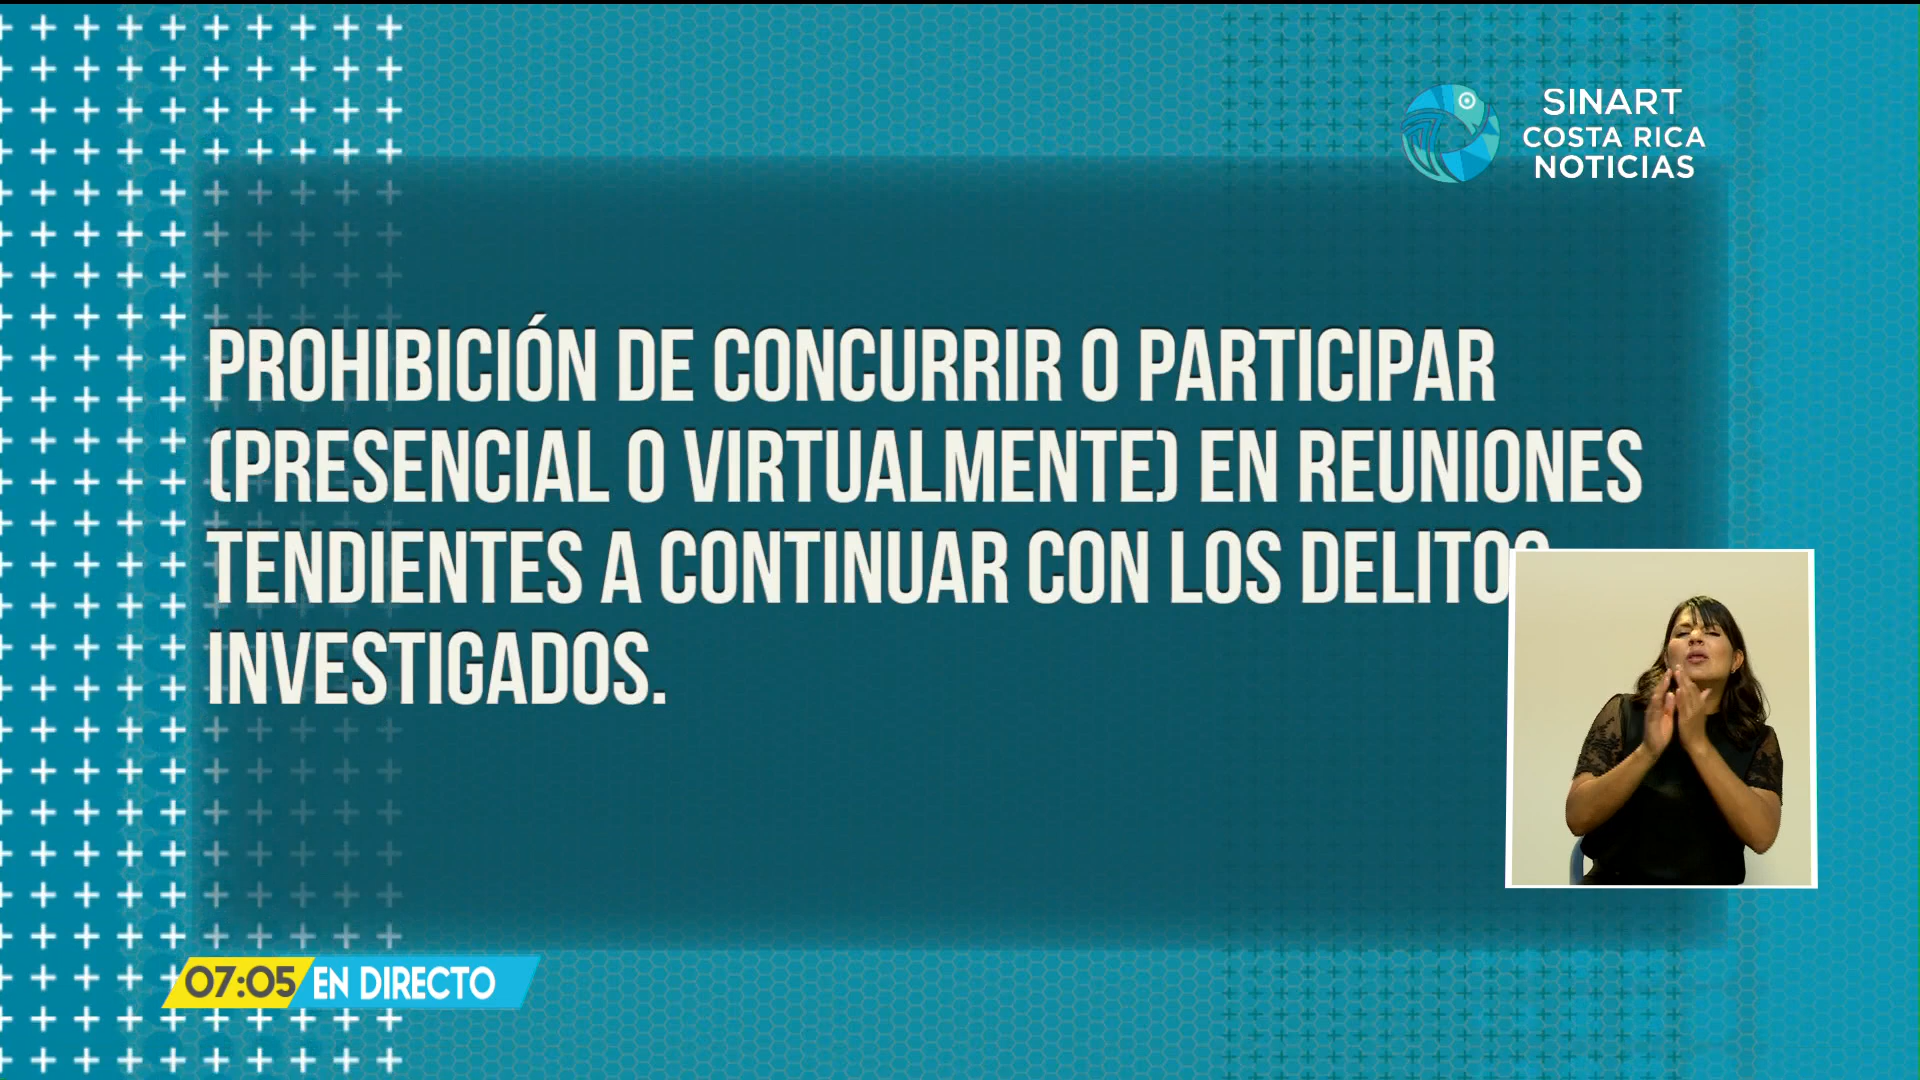 SINART
COSTA RICA
NOTICIAS
PROHIBICIÓN DE CONCURRIR O PARTICIPAR
(PRESENCIAL O VIRTUALMENTE) EN REUNIONES
TENDIENTES A CONTINUAR CON LOS DELITOS
INVESTIGADOS.
07:05 EN DIRECTO